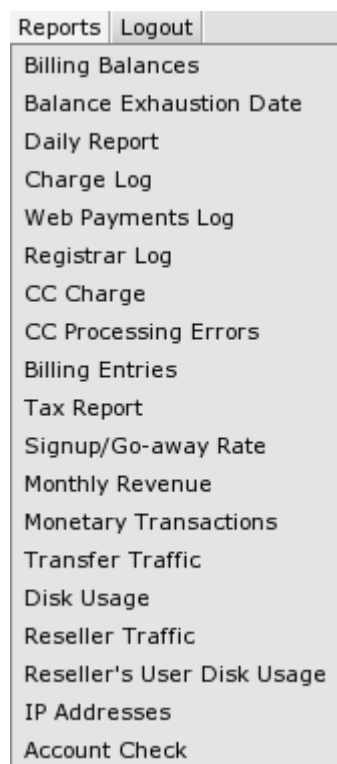 Reports Logout
Billing Balances
Balance Exhaustion Date
Daily Report
Charge Log
Web Payments Log
Registrar Log
CC Charge
CC Processing Errors
Billing Entries
Tax Report
Signup/Go-away Rate
Monthly Revenue
Monetary Transactions
Transfer Traffic
Disk Usage
Reseller Traffic
Reseller's User Disk Usage
IP Addresses
Account Check